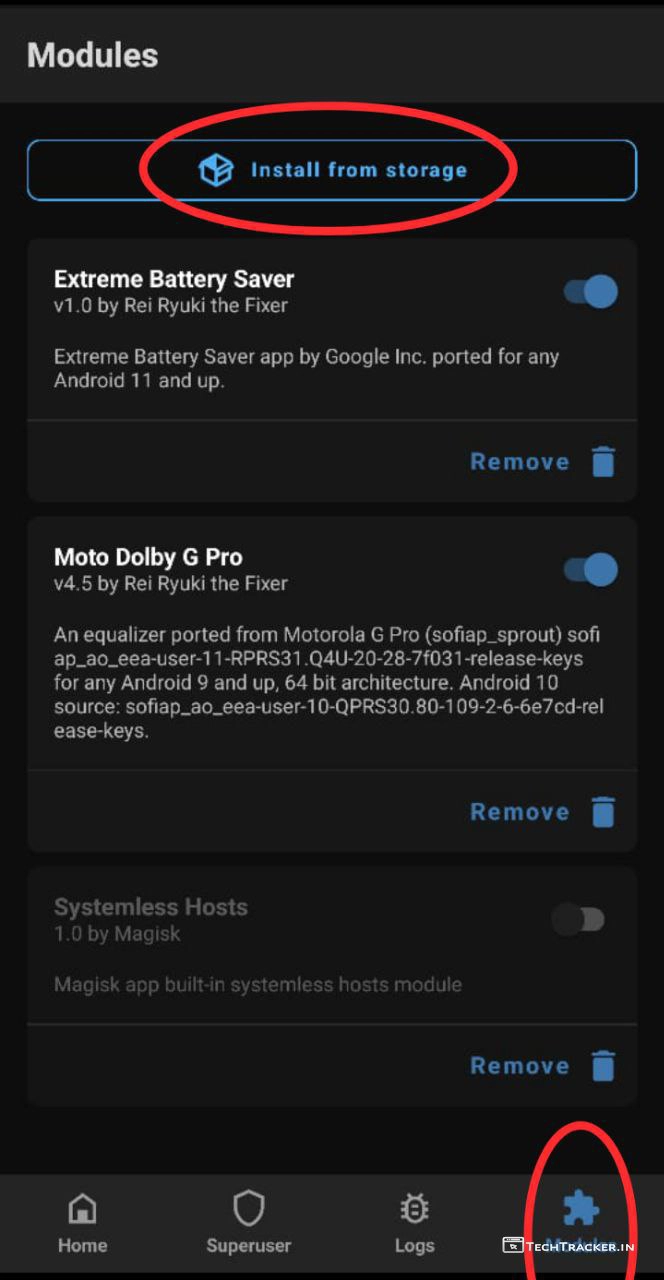 Modules
Install from storage
Extreme Battery Saver
v1.0 by Rei Ryuki the Fixer
Extreme Battery Saver app by Google Inc. ported for any
Android 11 and up.
Remove
Moto Dolby G Pro
v4.5 by Rei Ryuki the Fixer
An equalizer ported from Motorola G Pro (sofiap_sprout) sofi
ap_ao_eea-user-11-RPRS31.Q4U-20-28-7f031-release-keys
for any Android 9 and up, 64 bit architecture. Android 10
source: sofiap_ao_eea-user-10-QPRS30.80-109-2-6-6e7cd-rel
ease-keys.
Remove
Systemless Hosts
1.0 by Magisk
Magisk app built-in systemless hosts module
Remove
Home Superuser Logs Modules
TECHTRACKER.IN